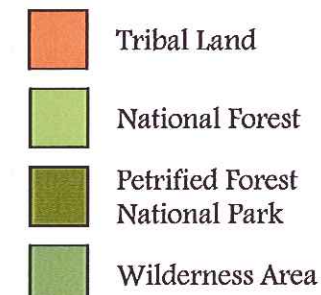 Tribal Land
National Forest
Petrified Forest
National Park
Wilderness Area